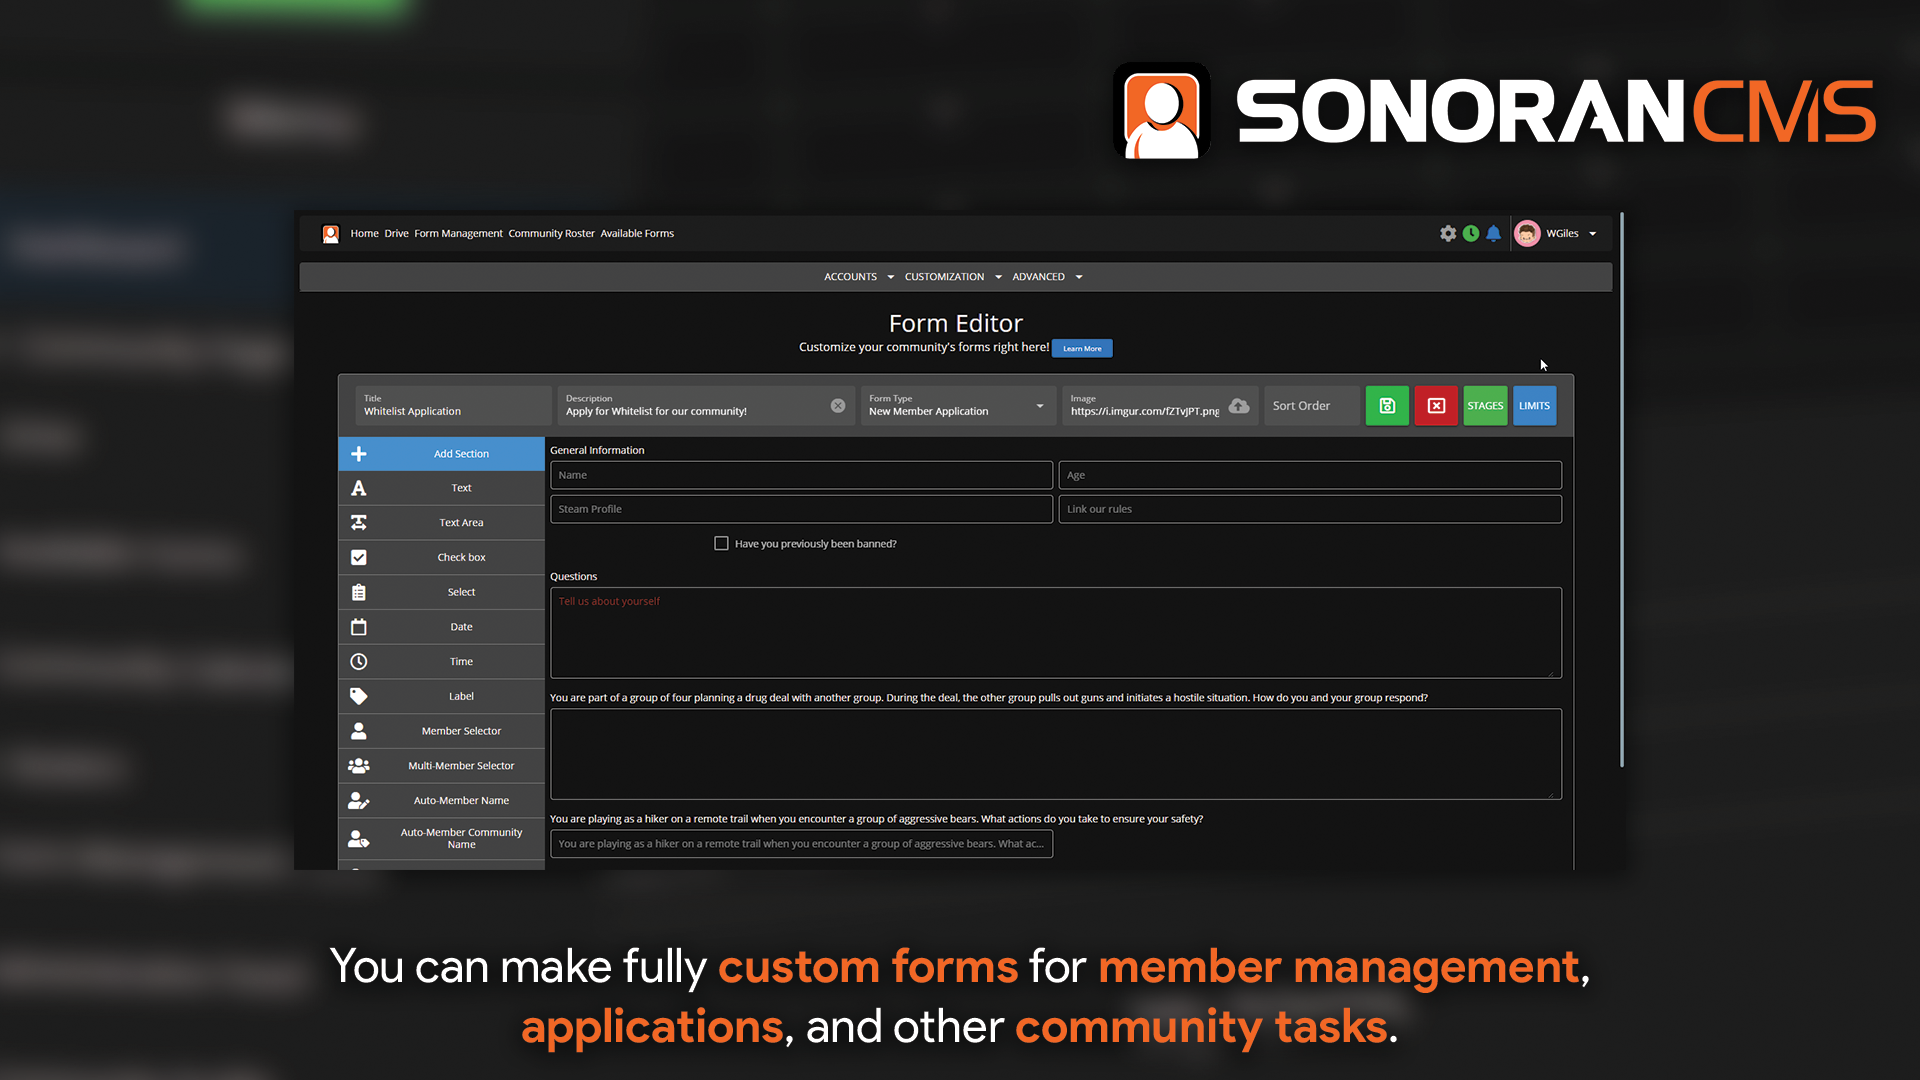 SONORANCMS
Home Drive Form Management Community Roster Available Forms
WGiles
ACCOUNTS CUSTOMIZATION ADVANCED
Form Editor
Customize your community's forms right here! Learn More
Title
Whitelist Application
Description
Apply for Whitelist for our community!
Form Type
New Member Application
Image
https://i.imgur.com/fZTvJPT.png
Sort Order
STAGES
LIMITS
Add Section
Text
Text Area
Check box
Select
Date
Time
Label
Member Selector
Multi-Member Selector
Auto-Member Name
Auto-Member Community
Name
General Information
Name
Age
Steam Profile
Link our rules
Have you previously been banned?
Questions
Tell us about yourself
You are part of a group of four planning a drug deal with another group. During the deal, the other group pulls out guns and initiates a hostile situation. How do you and your group respond?
You are playing as a hiker on a remote trail when you encounter a group of aggressive bears. What actions do you take to ensure your safety?
You are playing as a hiker on a remote trail when you encounter a group of aggressive bears. What ac...
You can make fully custom forms for member management,
applications, and other community tasks.